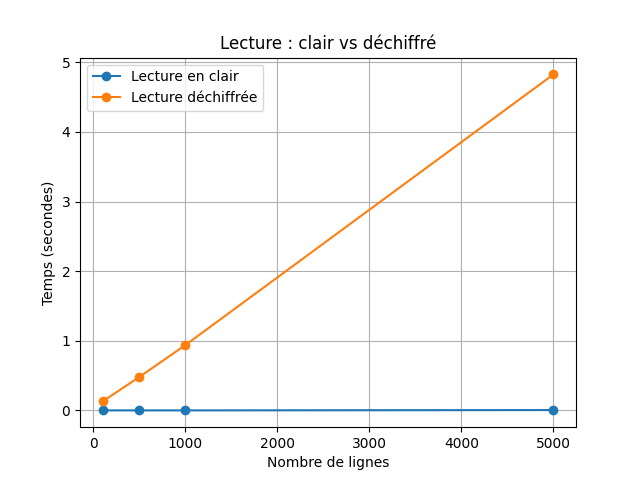 Lecture : clair vs déchiffré
Lecture en clair
Lecture déchiffrée
Temps (secondes)
5
4
3
2
1
0
0 1000 2000 3000 4000 5000
Nombre de lignes